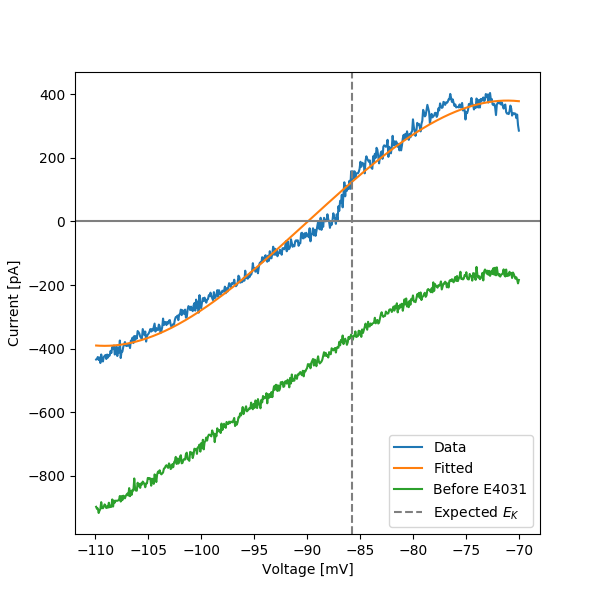 400
200
0
−200
−400
−600
−800
Current [pA]
−110 −105 −100 −95 −90 −85 −80 −75 −70
Voltage [mV]
Data
Fitted
Before E4031
Expected E_K